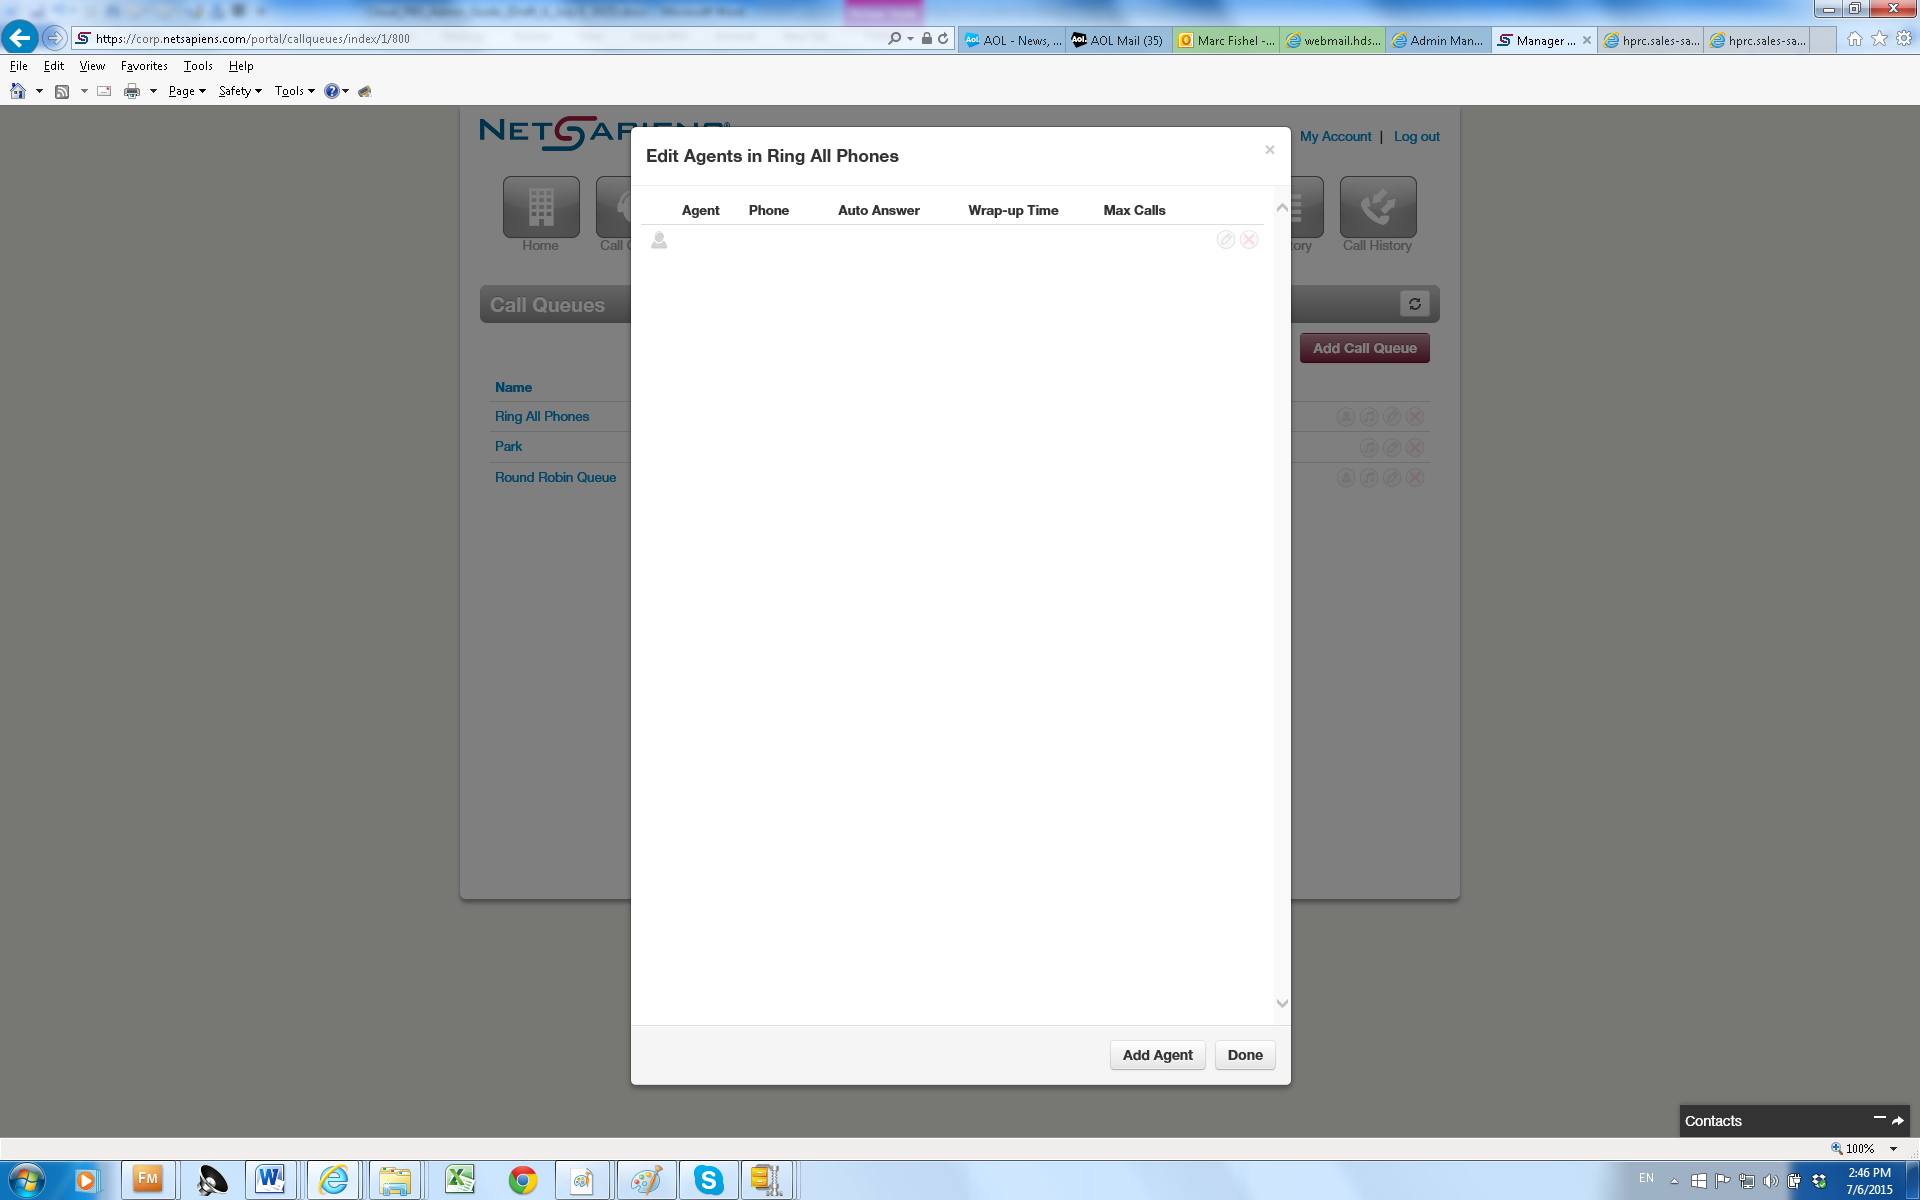 https://corp.netsapiens.com/portal/callqueues/index/1/800
AOL - News, ...
AOL Mail (35)
Marc Fishel -...
webmail.hds...
Admin Man...
Manager ...
hprc.sales-sa...
hprc.sales-sa...
File Edit View Favorites Tools Help
Page Safety Tools
My Account | Log out
Edit Agents in Ring All Phones
×
Agent Phone Auto Answer Wrap-up Time Max Calls
Home
Call History
Call Queues
Add Call Queue
Name
Ring All Phones
Park
Round Robin Queue
Add Agent
Done
Contacts
100%
FM
EN
2:46 PM
7/6/2015